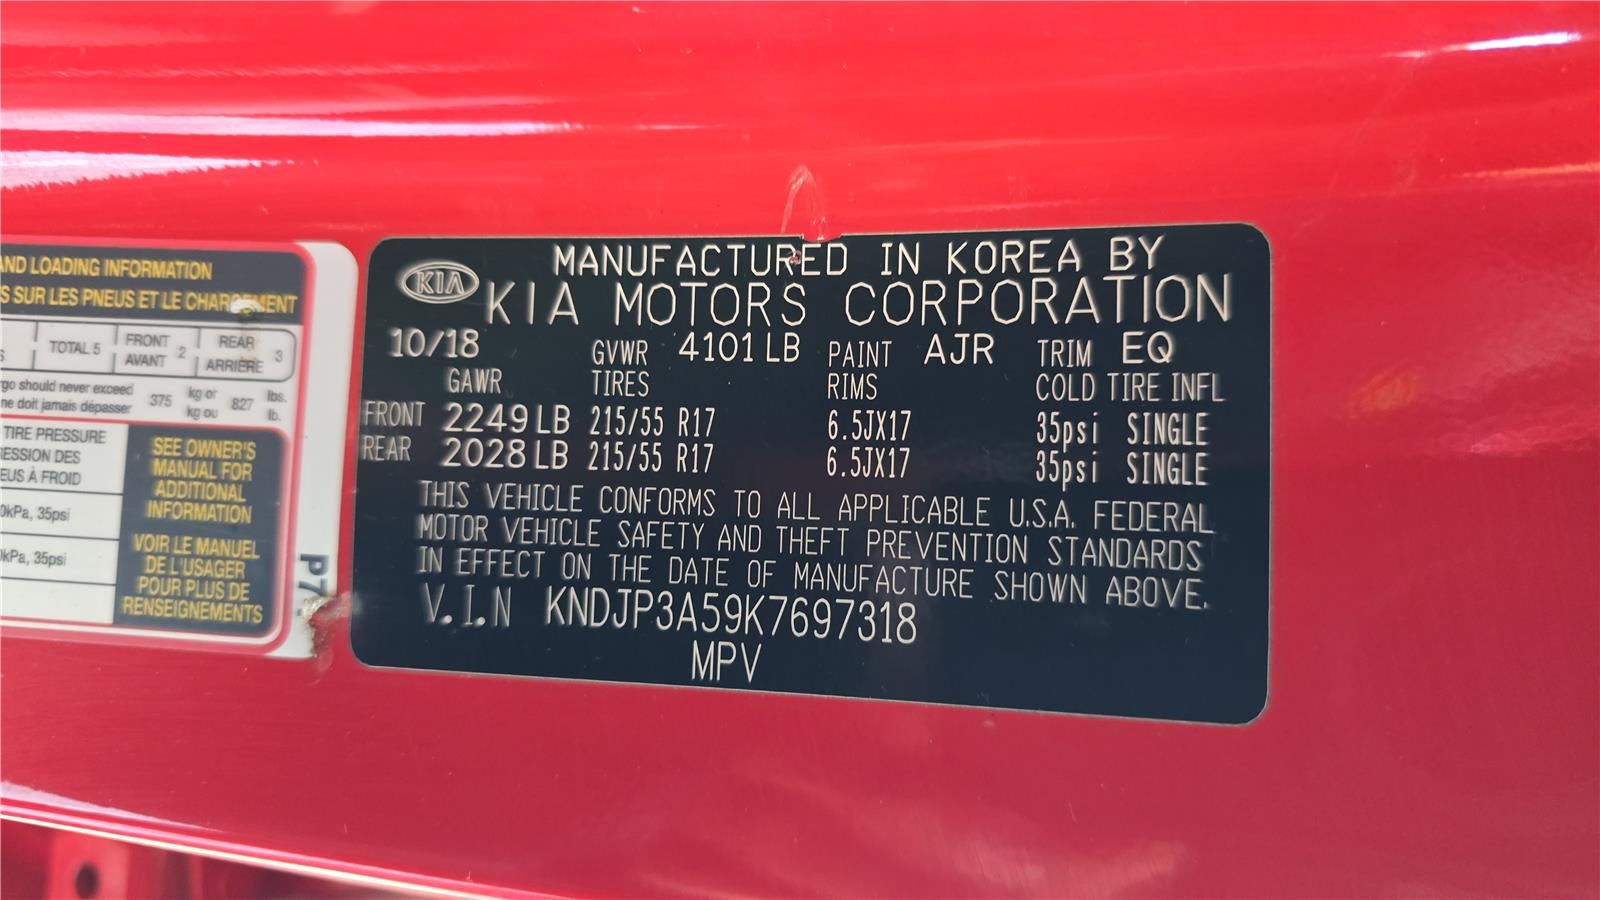 AND LOADING INFORMATION
SUR LES PNEUS ET LE CHARGEMENT
TOTAL 5 FRONT AVANT 2 REAR ARRIÈRE 3
should never exceed 375 kg or 827 lbs.
ne doit jamais dépasser kg ou lb.
TIRE PRESSURE
DES
À FROID
35psi
35psi
SEE OWNER'S
MANUAL FOR
ADDITIONAL
INFORMATION
VOIR LE MANUEL
DE L'USAGER
POUR PLUS DE
RENSEIGNEMENTS
KIA
MANUFACTURED IN KOREA BY
KIA MOTORS CORPORATION
10/18 GVWR 4101 LB PAINT AJR TRIM EQ
GAWR TIRES RIMS COLD TIRE INFL
FRONT 2249 LB 215/55 R17 6.5JX17 35psi SINGLE
REAR 2028 LB 215/55 R17 6.5JX17 35psi SINGLE
THIS VEHICLE CONFORMS TO ALL APPLICABLE U.S.A. FEDERAL
MOTOR VEHICLE SAFETY AND THEFT PREVENTION STANDARDS
IN EFFECT ON THE DATE OF MANUFACTURE SHOWN ABOVE.
V.I.N KNDJP3A59K7697318
MPV